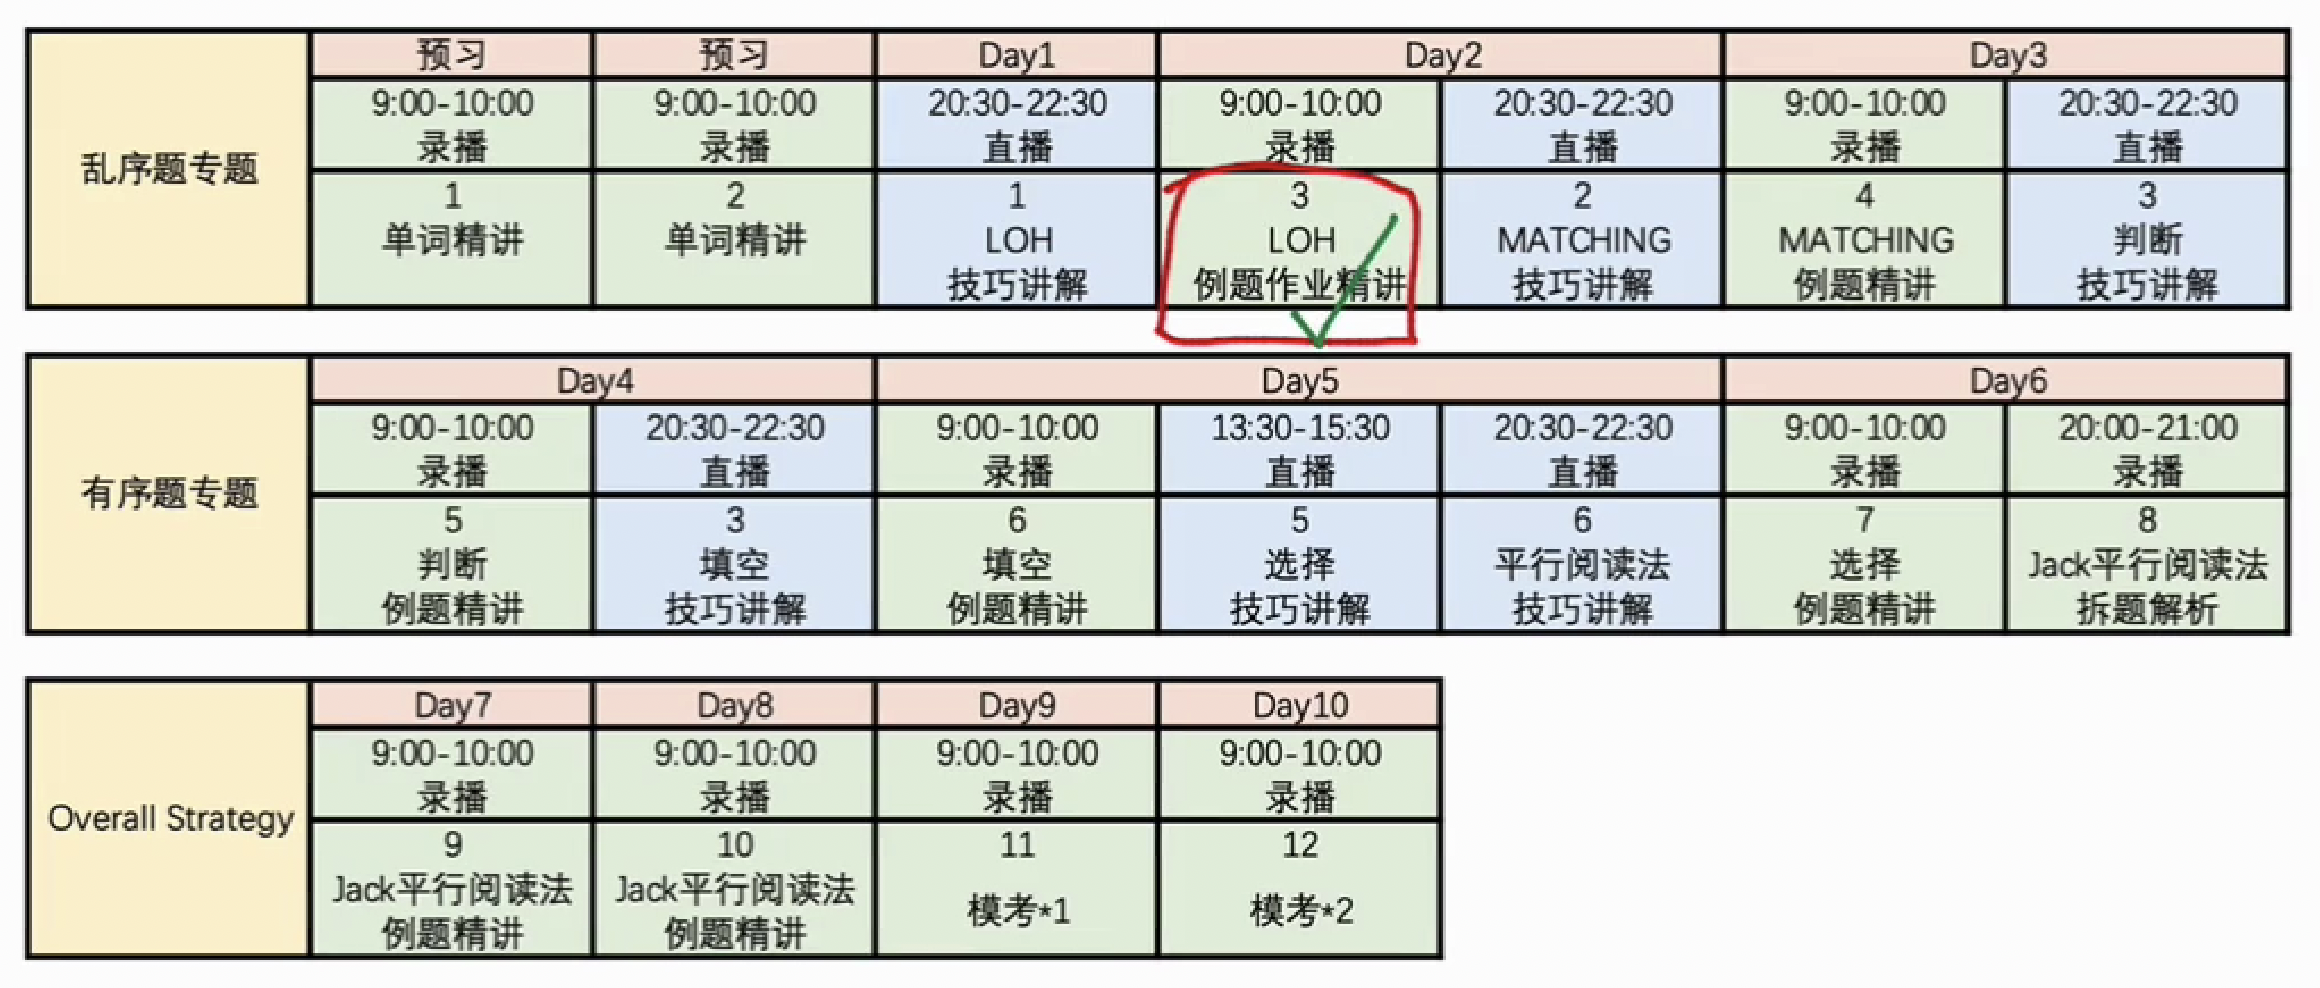 乱序题专题
预习 预习 Day1 Day2 Day3
9:00-10:00 9:00-10:00 20:30-22:30 9:00-10:00 20:30-22:30 9:00-10:00 20:30-22:30
录播 录播 直播 录播 直播 录播 直播
1 2 1 3 2 4 3
单词精讲 单词精讲 LOH LOH MATCHING MATCHING 判断
技巧讲解 例题作业精讲 技巧讲解 例题精讲 技巧讲解
有序题专题
Day4 Day5 Day6
9:00-10:00 20:30-22:30 9:00-10:00 13:30-15:30 20:30-22:30 9:00-10:00 20:00-21:00
录播 直播 录播 直播 直播 录播 录播
5 3 6 5 6 7 8
判断 填空 填空 选择 平行阅读法 选择 Jack平行阅读法
例题精讲 技巧讲解 例题精讲 技巧讲解 技巧讲解 例题精讲 拆题解析
Overall Strategy
Day7 Day8 Day9 Day10
9:00-10:00 9:00-10:00 9:00-10:00 9:00-10:00
录播 录播 录播 录播
9 10 11 12
Jack平行阅读法 Jack平行阅读法 模考*1 模考*2
例题精讲 例题精讲